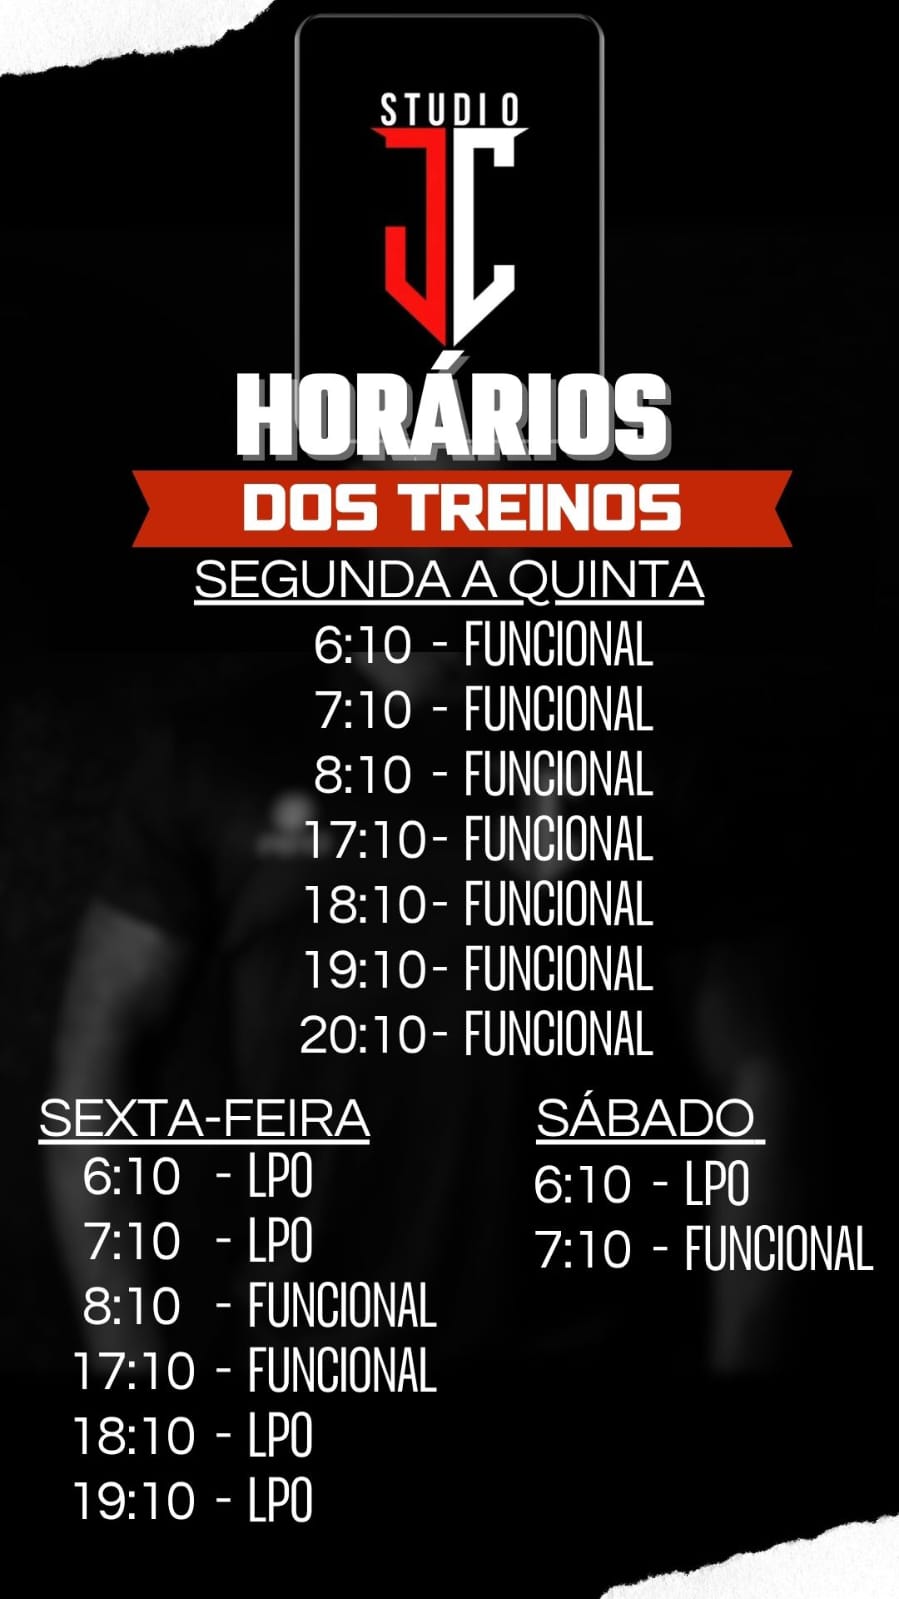 STUDIO
JC
HORÁRIOS
DOS TREINOS
SEGUNDA A QUINTA
6:10 - FUNCIONAL
7:10 - FUNCIONAL
8:10 - FUNCIONAL
17:10 - FUNCIONAL
18:10 - FUNCIONAL
19:10 - FUNCIONAL
20:10 - FUNCIONAL
SEXTA-FEIRA
6:10 - LPO
7:10 - LPO
8:10 - FUNCIONAL
17:10 - FUNCIONAL
18:10 - LPO
19:10 - LPO
SÁBADO
6:10 - LPO
7:10 - FUNCIONAL